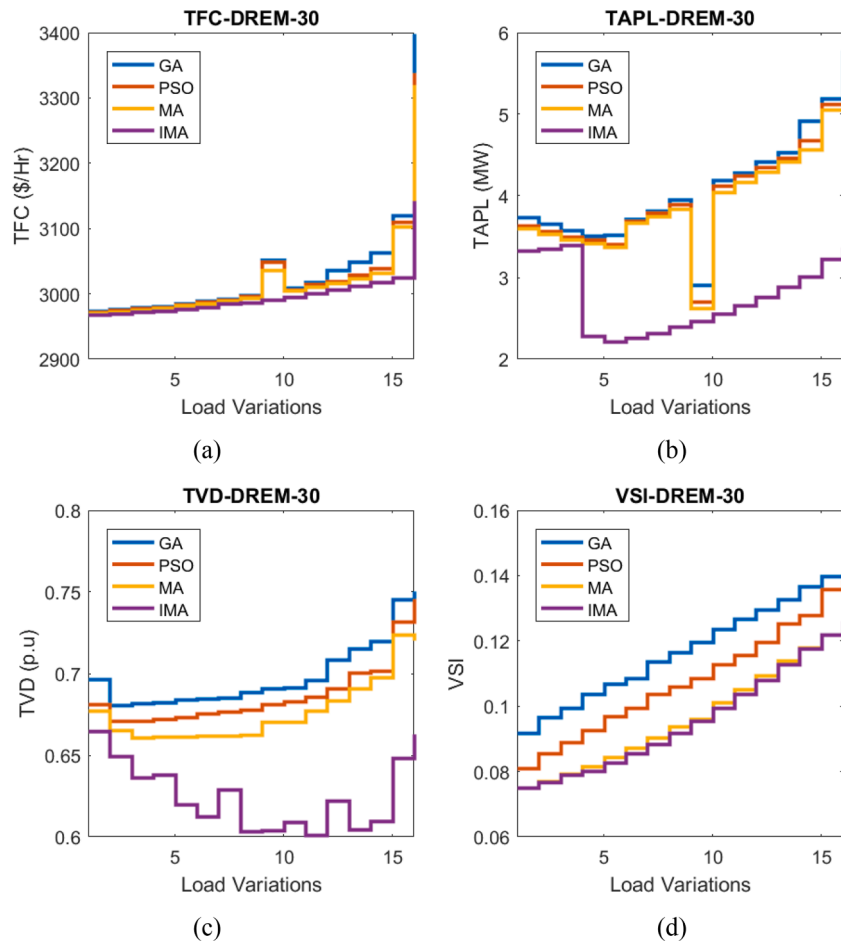 TFC-DREM-30
3400
3300
3200
3100
3000
2900
TFC ($/Hr)
GA
PSO
MA
IMA
5
10
15
Load Variations
(a)
TAPL-DREM-30
6
5
4
3
2
TAPL (MW)
GA
PSO
MA
IMA
5
10
15
Load Variations
(b)
TVD-DREM-30
0.8
0.75
0.7
0.65
0.6
TVD (p.u)
GA
PSO
MA
IMA
5
10
15
Load Variations
(c)
VSI-DREM-30
0.16
0.14
0.12
0.1
0.08
0.06
VSI
GA
PSO
MA
IMA
5
10
15
Load Variations
(d)